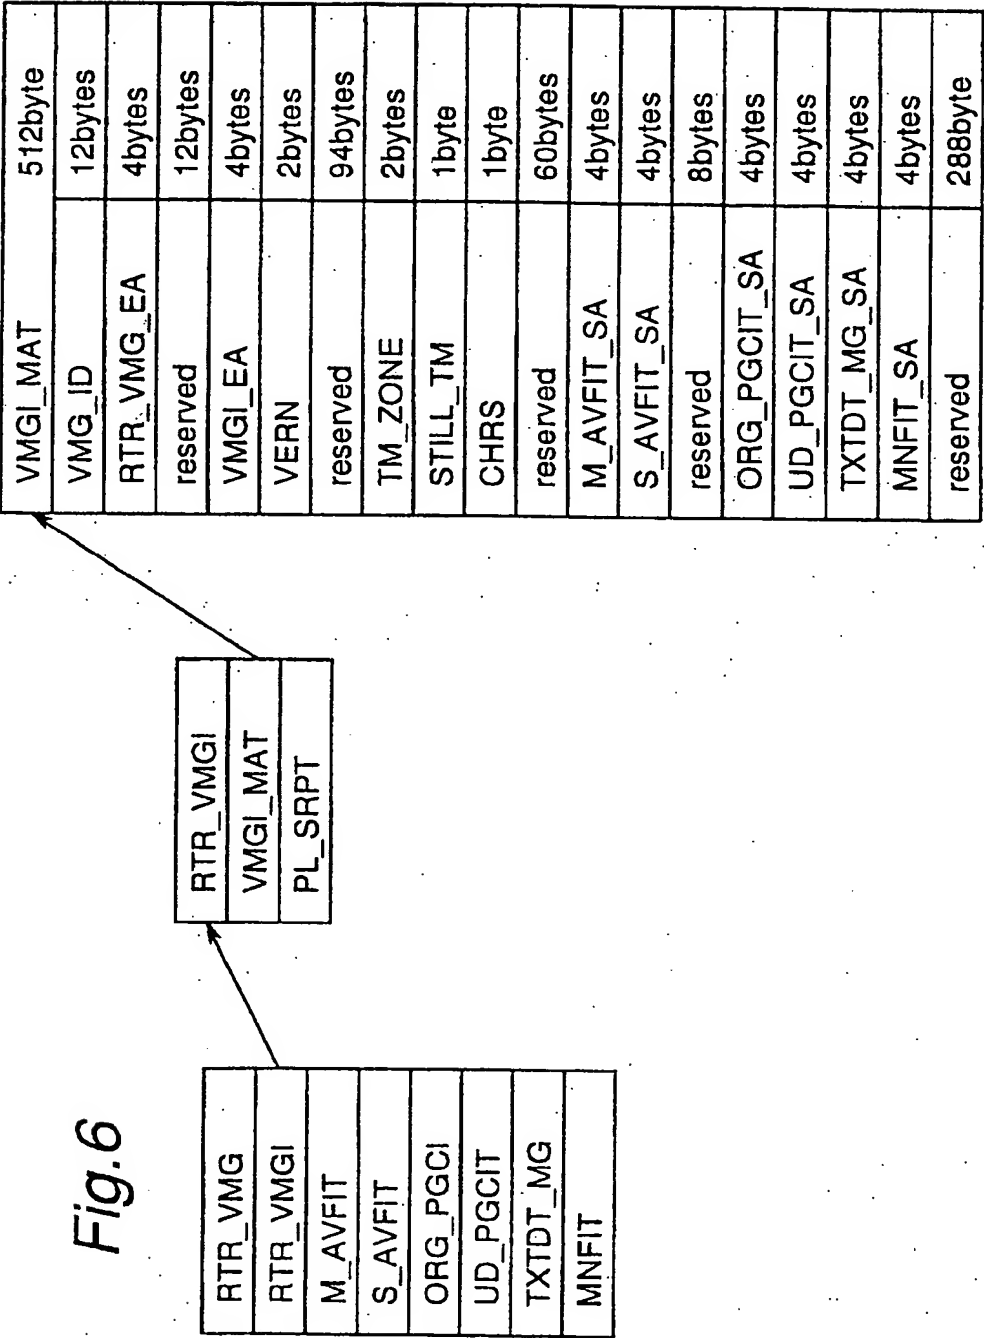 Fig.6
RTR_VMG
RTR_VMGI
M_AVFIT
S_AVFIT
ORG_PGCI
UD_PGCIT
TXTDT_MG
MNFIT
RTR_VMGI
VMGI_MAT
PL_SRPT
VMGI_MAT 512byte
VMG_ID 12bytes
RTR_VMG_EA 4bytes
reserved 12bytes
VMGI_EA 4bytes
VERN 2bytes
reserved 94bytes
TM_ZONE 2bytes
STILL_TM 1byte
CHRS 1byte
reserved 60bytes
M_AVFIT_SA 4bytes
S_AVFIT_SA 4bytes
reserved 8bytes
ORG_PGCIT_SA 4bytes
UD_PGCIT_SA 4bytes
TXTDT_MG_SA 4bytes
MNFIT_SA 4bytes
reserved 288byte